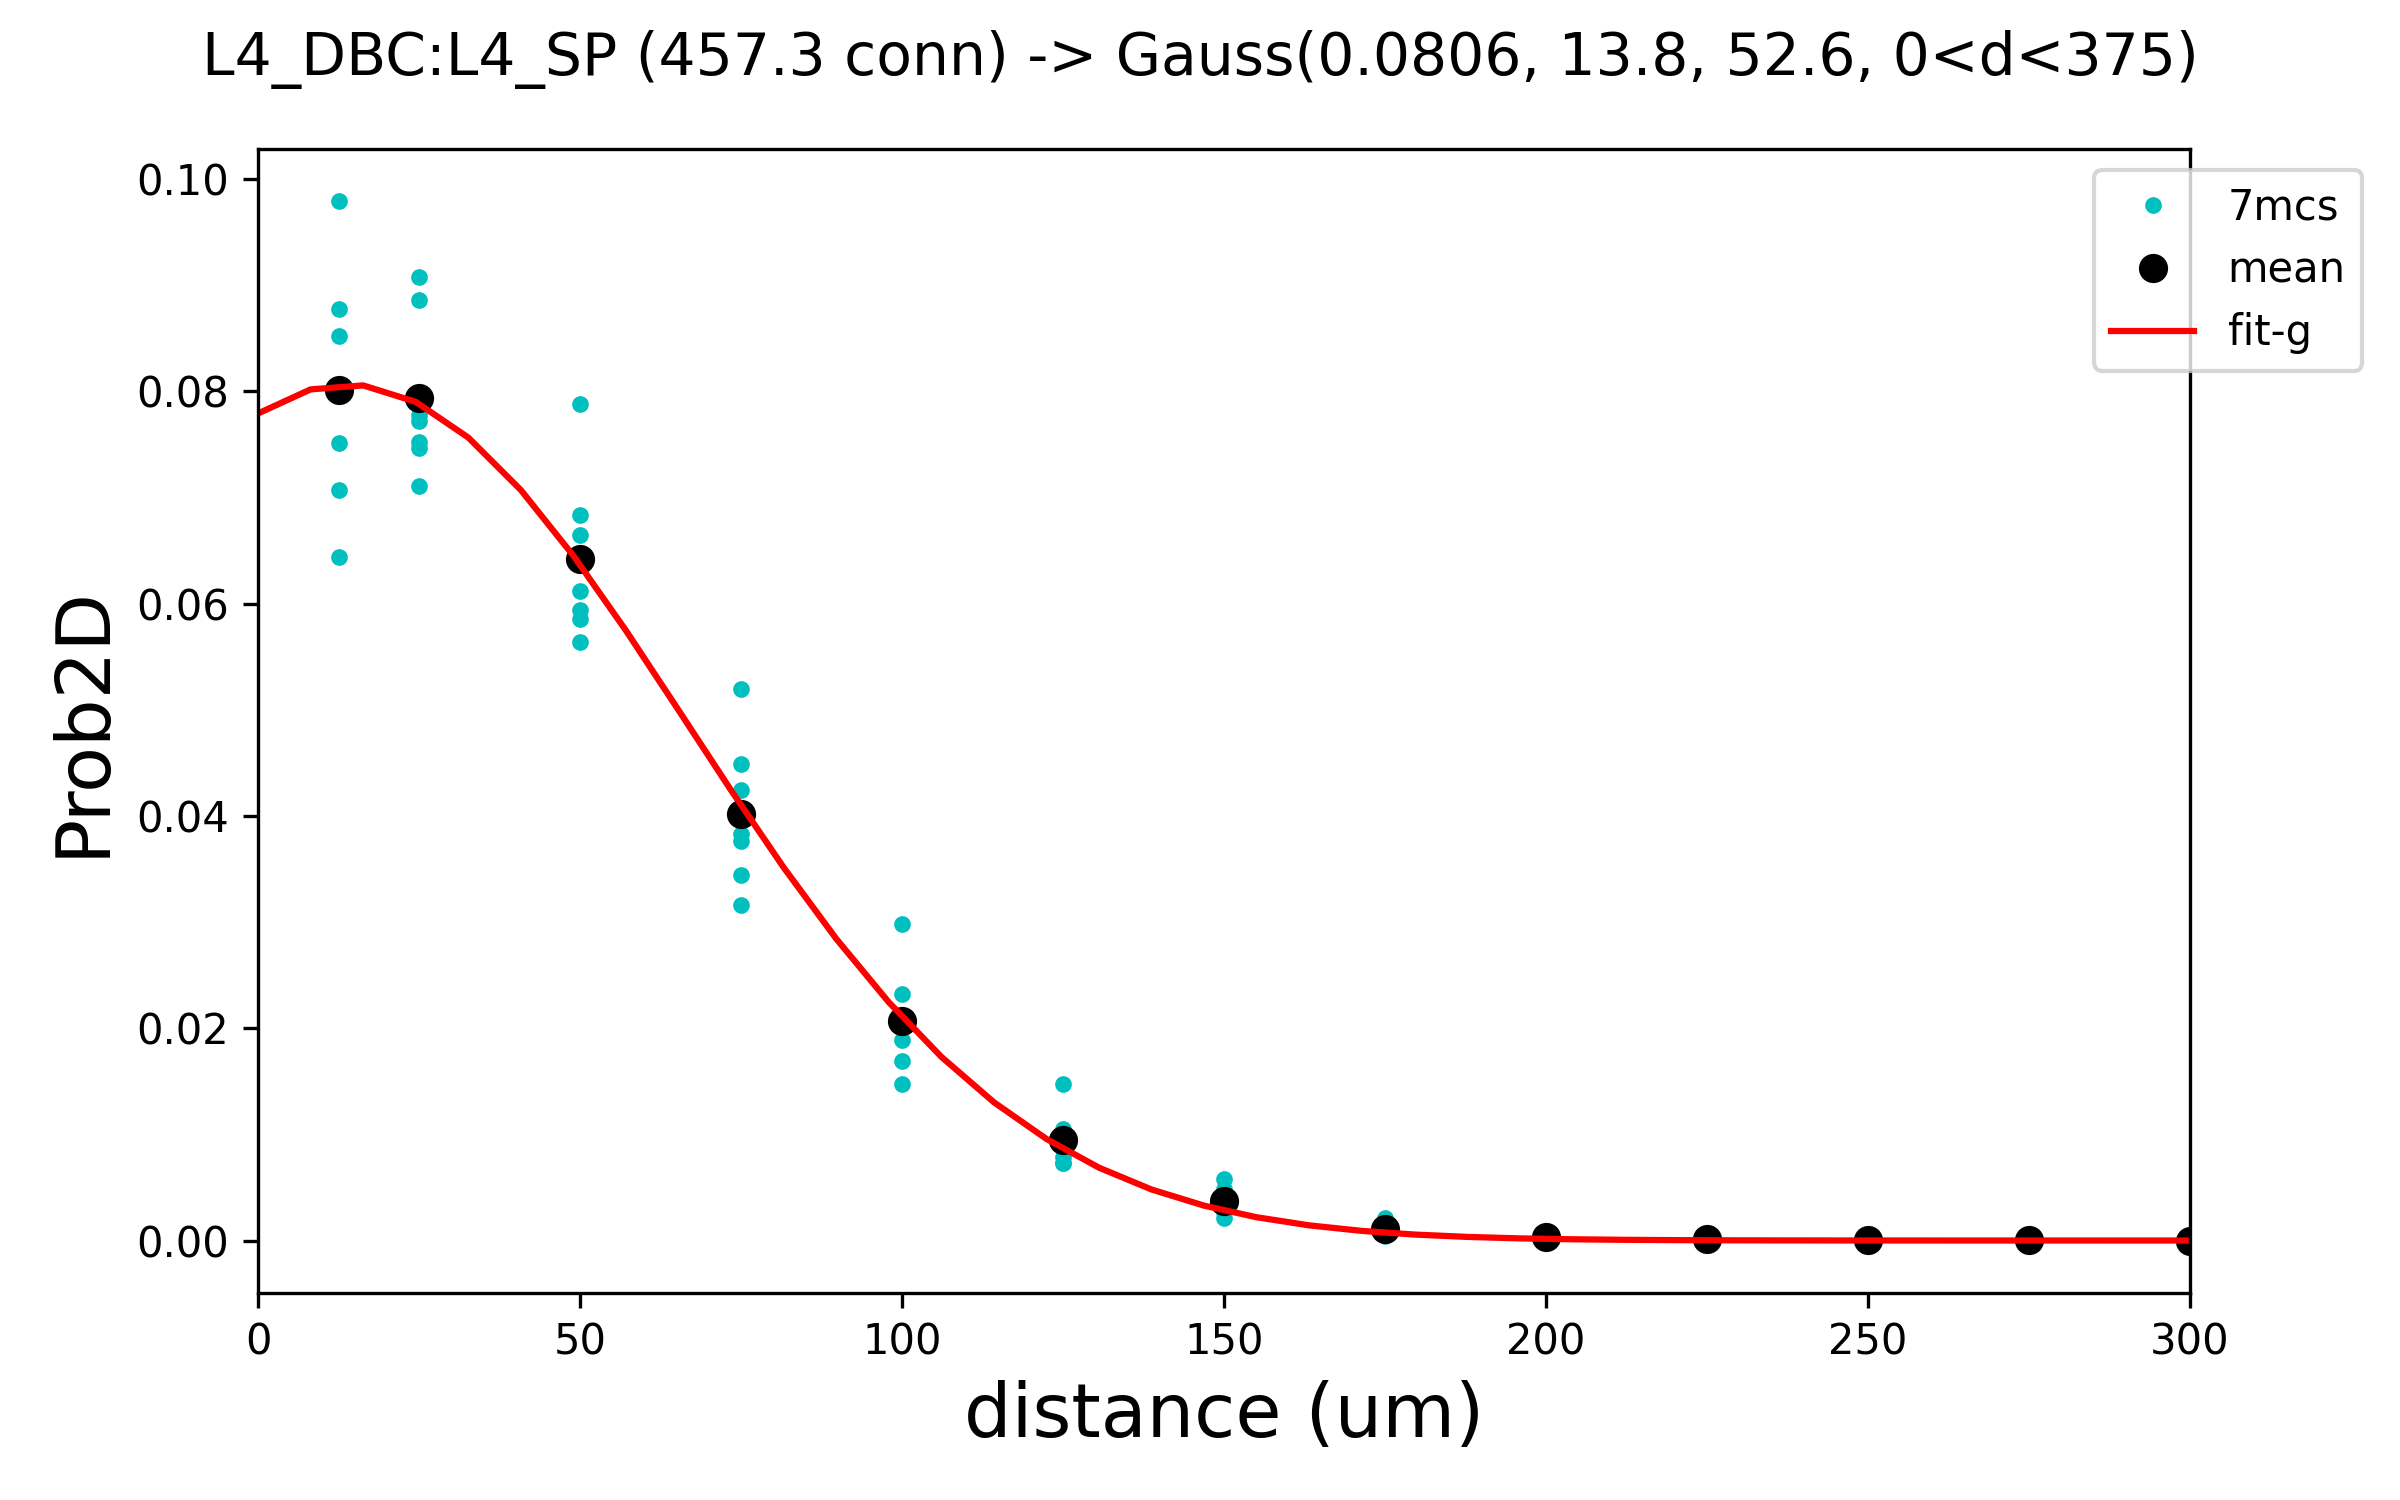 L4_DBC:L4_SP (457.3 conn) -> Gauss(0.0806, 13.8, 52.6, 0<d<375)
7mcs
mean
fit-g
0.10
0.08
0.06
0.04
0.02
0.00
Prob2D
0 50 100 150 200 250 300
distance (um)